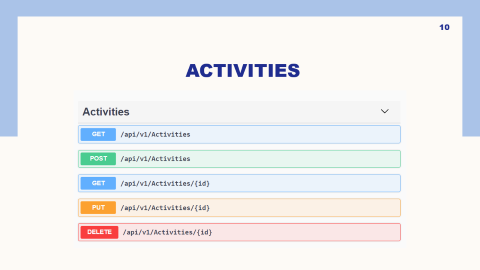 10
ACTIVITIES
Activities
GET /api/v1/Activities
POST /api/v1/Activities
GET /api/v1/Activities/{id}
PUT /api/v1/Activities/{id}
DELETE /api/v1/Activities/{id}